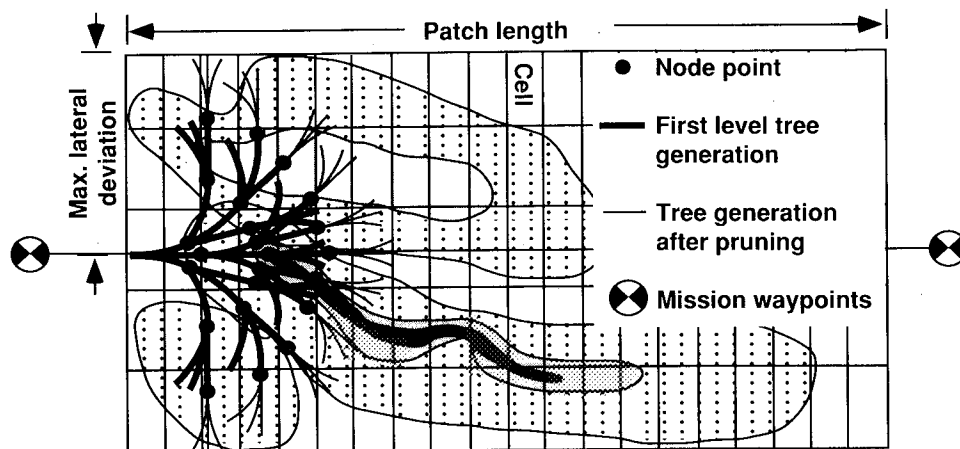 Patch length
Max. lateral
deviation
Cell
Node point
First level tree
generation
Tree generation
after pruning
Mission waypoints